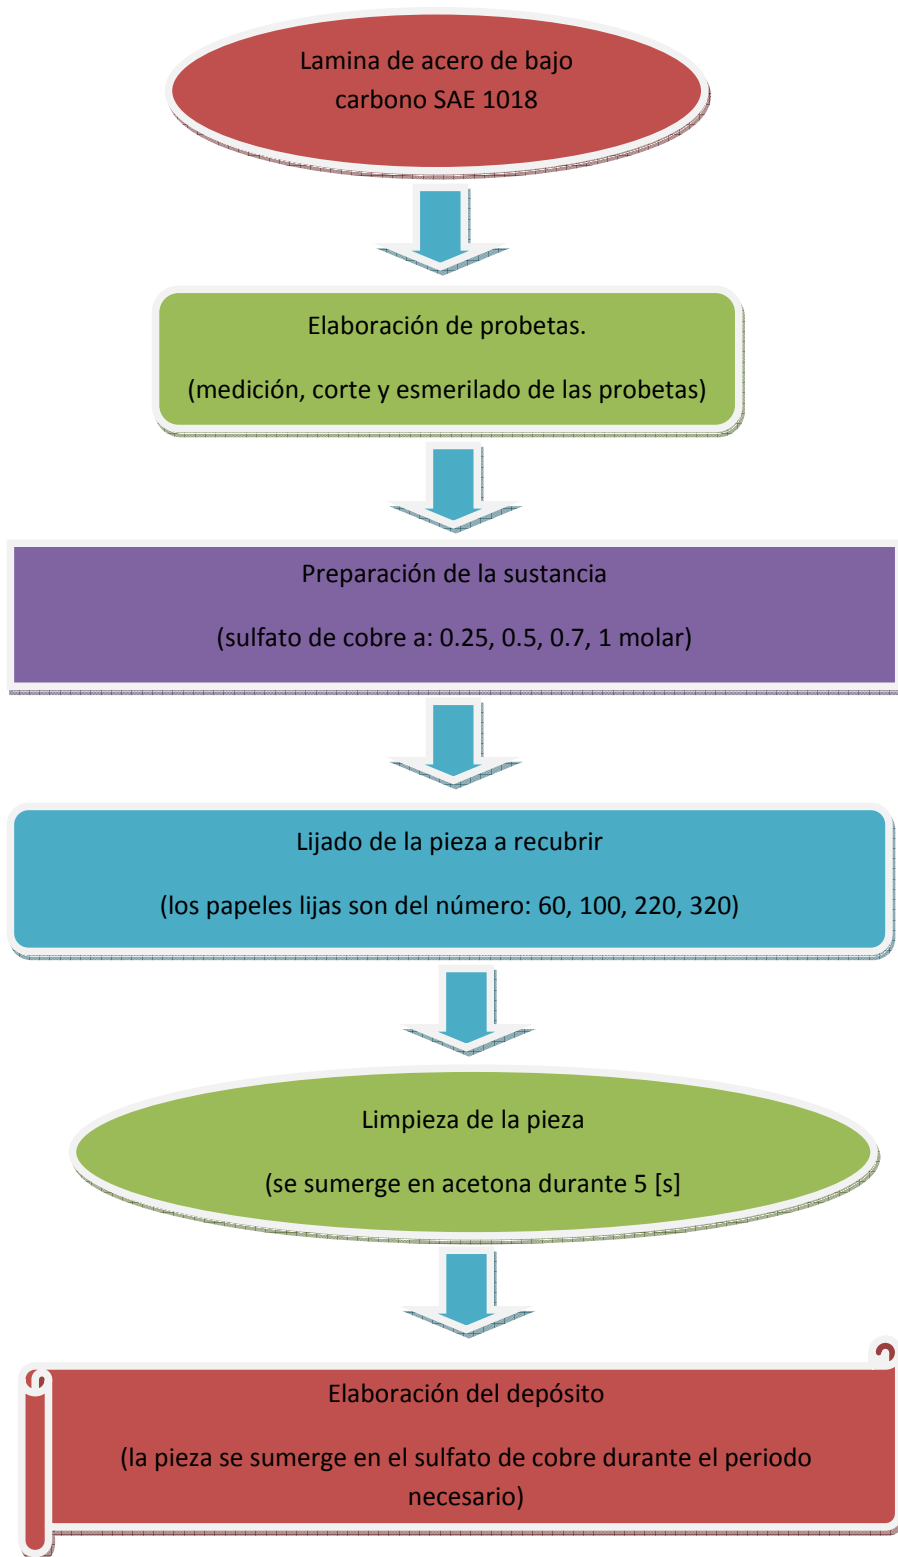 Lamina de acero de bajo
carbono SAE 1018
Elaboración de probetas.
(medición, corte y esmerilado de las probetas)
Preparación de la sustancia
(sulfato de cobre a: 0.25, 0.5, 0.7, 1 molar)
Lijado de la pieza a recubrir
(los papeles lijas son del número: 60, 100, 220, 320)
Limpieza de la pieza
(se sumerge en acetona durante 5 [s]
Elaboración del depósito
(la pieza se sumerge en el sulfato de cobre durante el periodo
necesario)